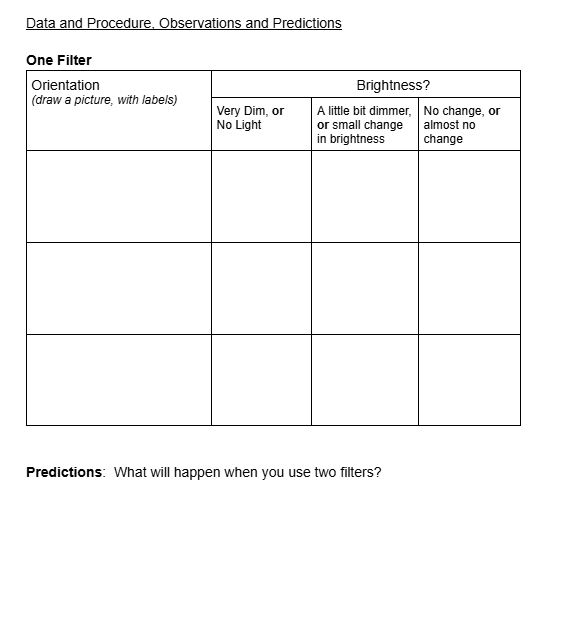 Data and Procedure, Observations and Predictions
One Filter
Orientation
(draw a picture, with labels)
Brightness?
Very Dim, or
No Light
A little bit dimmer,
or small change
in brightness
No change, or
almost no
change
Predictions:  What will happen when you use two filters?